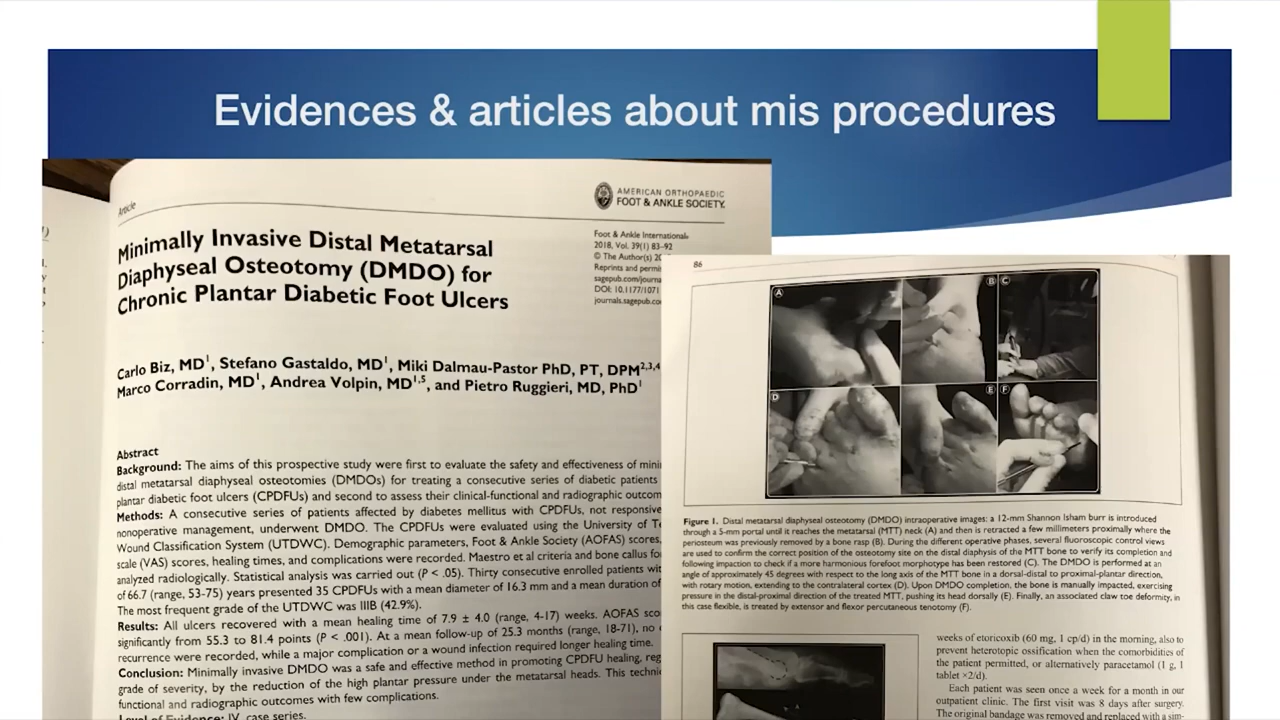 Evidences & articles about mis procedures
Article
AMERICAN ORTHOPAEDIC
FOOT & ANKLE SOCIETY.
Minimally Invasive Distal Metatarsal
Diaphyseal Osteotomy (DMDO) for
Chronic Plantar Diabetic Foot Ulcers
Foot & Ankle International
2018, Vol. 39(1) 83–92
© The Author(s)
Reprints and
sagepub.com/
DOI: 10.1177/1071
journals.sagepub.co
Carlo Biz, MD¹, Stefano Gastaldo, MD¹, Miki Dalmau-Pastor PhD, PT, DPM²,³,⁴
Marco Corradin, MD¹, Andrea Volpin, MD¹,⁵, and Pietro Ruggieri, MD, PhD¹
Abstract
Background: The aims of this prospective study were first to evaluate the safety and effectiveness of
distal metatarsal diaphyseal osteotomies (DMDOs) for treating a consecutive series of diabetic patients
plantar diabetic foot ulcers (CPDFUs) and second to assess their clinical-functional and radiographic
Methods: A consecutive series of patients affected by diabetes mellitus with CPDFUs, not responsive
nonoperative management, underwent DMDO. The CPDFUs were evaluated using the University of
Wound Classification System (UTDWC). Demographic parameters, Foot & Ankle Society (AOFAS) scores,
scale (VAS) scores, healing times, and complications were recorded. Maestro et al criteria and bone callus
analyzed radiologically. Statistical analysis was carried out (P < .05). Thirty consecutive enrolled patients
of 66.7 (range, 53-75) years presented 35 CPDFUs with a mean diameter of 16.3 mm and a mean duration of
The most frequent grade of the UTDWC was IIIB (42.9%).
Results: All ulcers recovered with a mean healing time of 7.9 ± 4.0 (range, 4-17) weeks. AOFAS
significantly from 55.3 to 81.4 points (P < .001). At a mean follow-up of 25.3 months (range, 18-71), no
recurrence were recorded, while a major complication or a wound infection required longer healing time.
Conclusion: Minimally invasive DMDO was a safe and effective method in promoting CPDFU healing,
grade of severity, by the reduction of the high plantar pressure under the metatarsal heads. This
functional and radiographic outcomes with few complications.
Level of Evidence: IV, case series.
86
A
B
C
D
E
F
Figure 1. Distal metatarsal diaphyseal osteotomy (DMDO) intraoperative images: a 12-mm Shannon Isham burr is introduced
through a 5-mm portal until it reaches the metatarsal (MTT) neck (A) and then is retracted a few millimeters proximally where the
periosteum was previously removed by a bone rasp (B). During the different operative phases, several fluoroscopic control views
are used to confirm the correct position of the osteotomy site on the distal diaphysis of the MTT bone to verify its completion and
following impaction to check if a more harmonious forefoot morphotype has been restored (C). The DMDO is performed at an
angle of approximately 45 degrees with respect to the long axis of the MTT bone in a dorsal-distal to proximal-plantar direction,
with rotary motion, extending to the contralateral cortex (D). Upon DMDO completion, the bone is manually impacted, exercising
pressure in the distal-proximal direction of the treated MTT, pushing its head dorsally (E). Finally, an associated claw toe deformity, in
this case flexible, is treated by extensor and flexor percutaneous tenotomy (F).
weeks of etoricoxib (60 mg, 1 cp/d) in the morning, also to
prevent heterotopic ossification when the comorbidities of
the patient permitted, or alternatively paracetamol (1 g, 1
tablet ×2/d).
Each patient was seen once a week for a month in our
outpatient clinic. The first visit was 8 days after surgery.
The original bandage was removed and replaced with a sim-